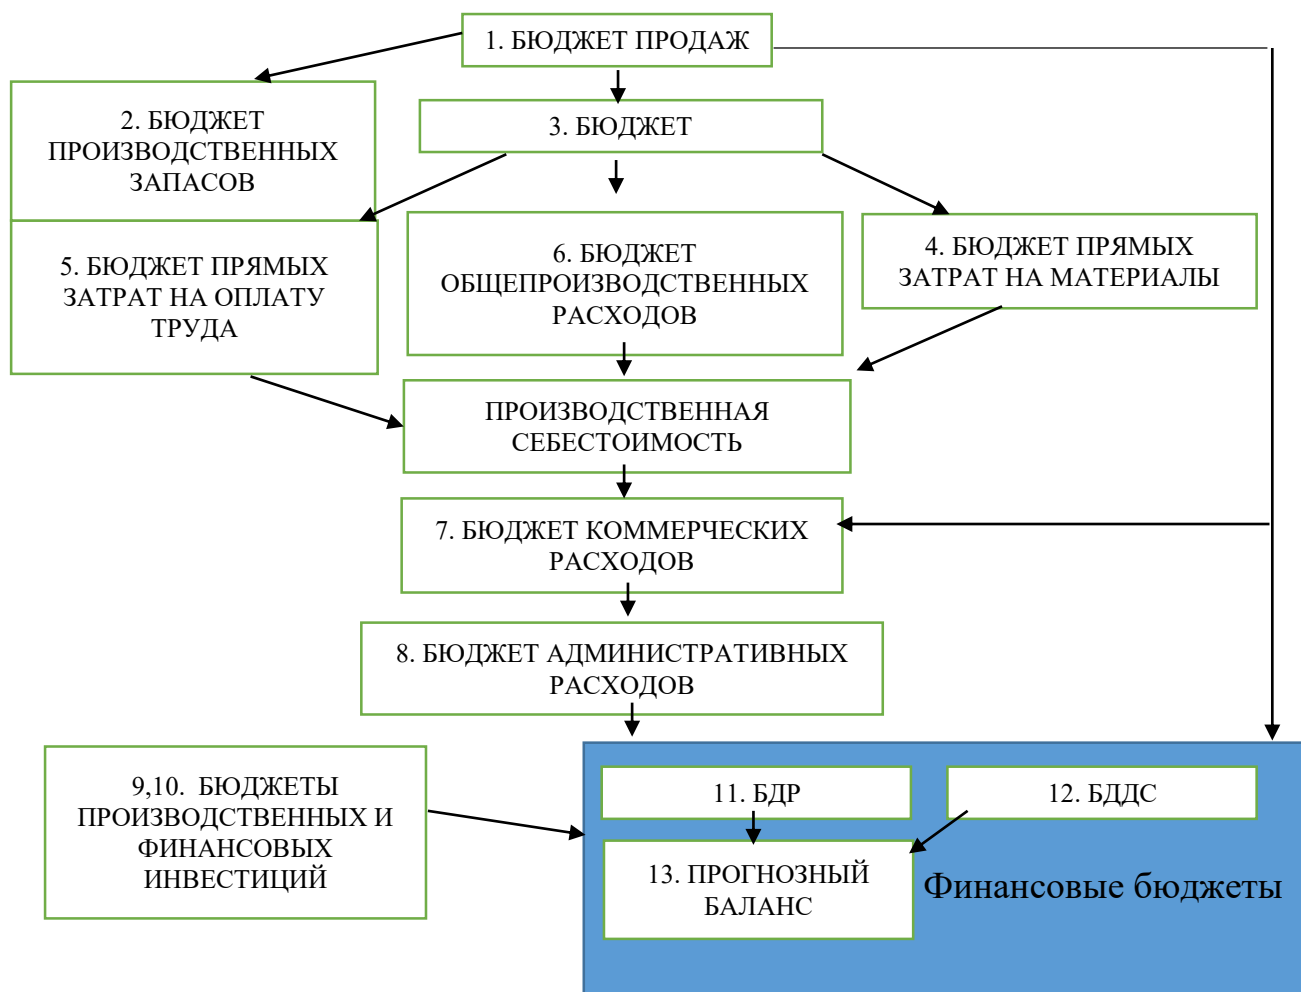 1. БЮДЖЕТ ПРОДАЖ
2. БЮДЖЕТ
ПРОИЗВОДСТВЕННЫХ
ЗАПАСОВ
3. БЮДЖЕТ
5. БЮДЖЕТ ПРЯМЫХ
ЗАТРАТ НА ОПЛАТУ
ТРУДА
6. БЮДЖЕТ
ОБЩЕПРОИЗВОДСТВЕННЫХ
РАСХОДОВ
4. БЮДЖЕТ ПРЯМЫХ
ЗАТРАТ НА МАТЕРИАЛЫ
ПРОИЗВОДСТВЕННАЯ
СЕБЕСТОИМОСТЬ
7. БЮДЖЕТ КОММЕРЧЕСКИХ
РАСХОДОВ
8. БЮДЖЕТ АДМИНИСТРАТИВНЫХ
РАСХОДОВ
9,10. БЮДЖЕТЫ
ПРОИЗВОДСТВЕННЫХ И
ФИНАНСОВЫХ
ИНВЕСТИЦИЙ
11. БДР
12. БДДС
13. ПРОГНОЗНЫЙ
БАЛАНС
Финансовые бюджеты